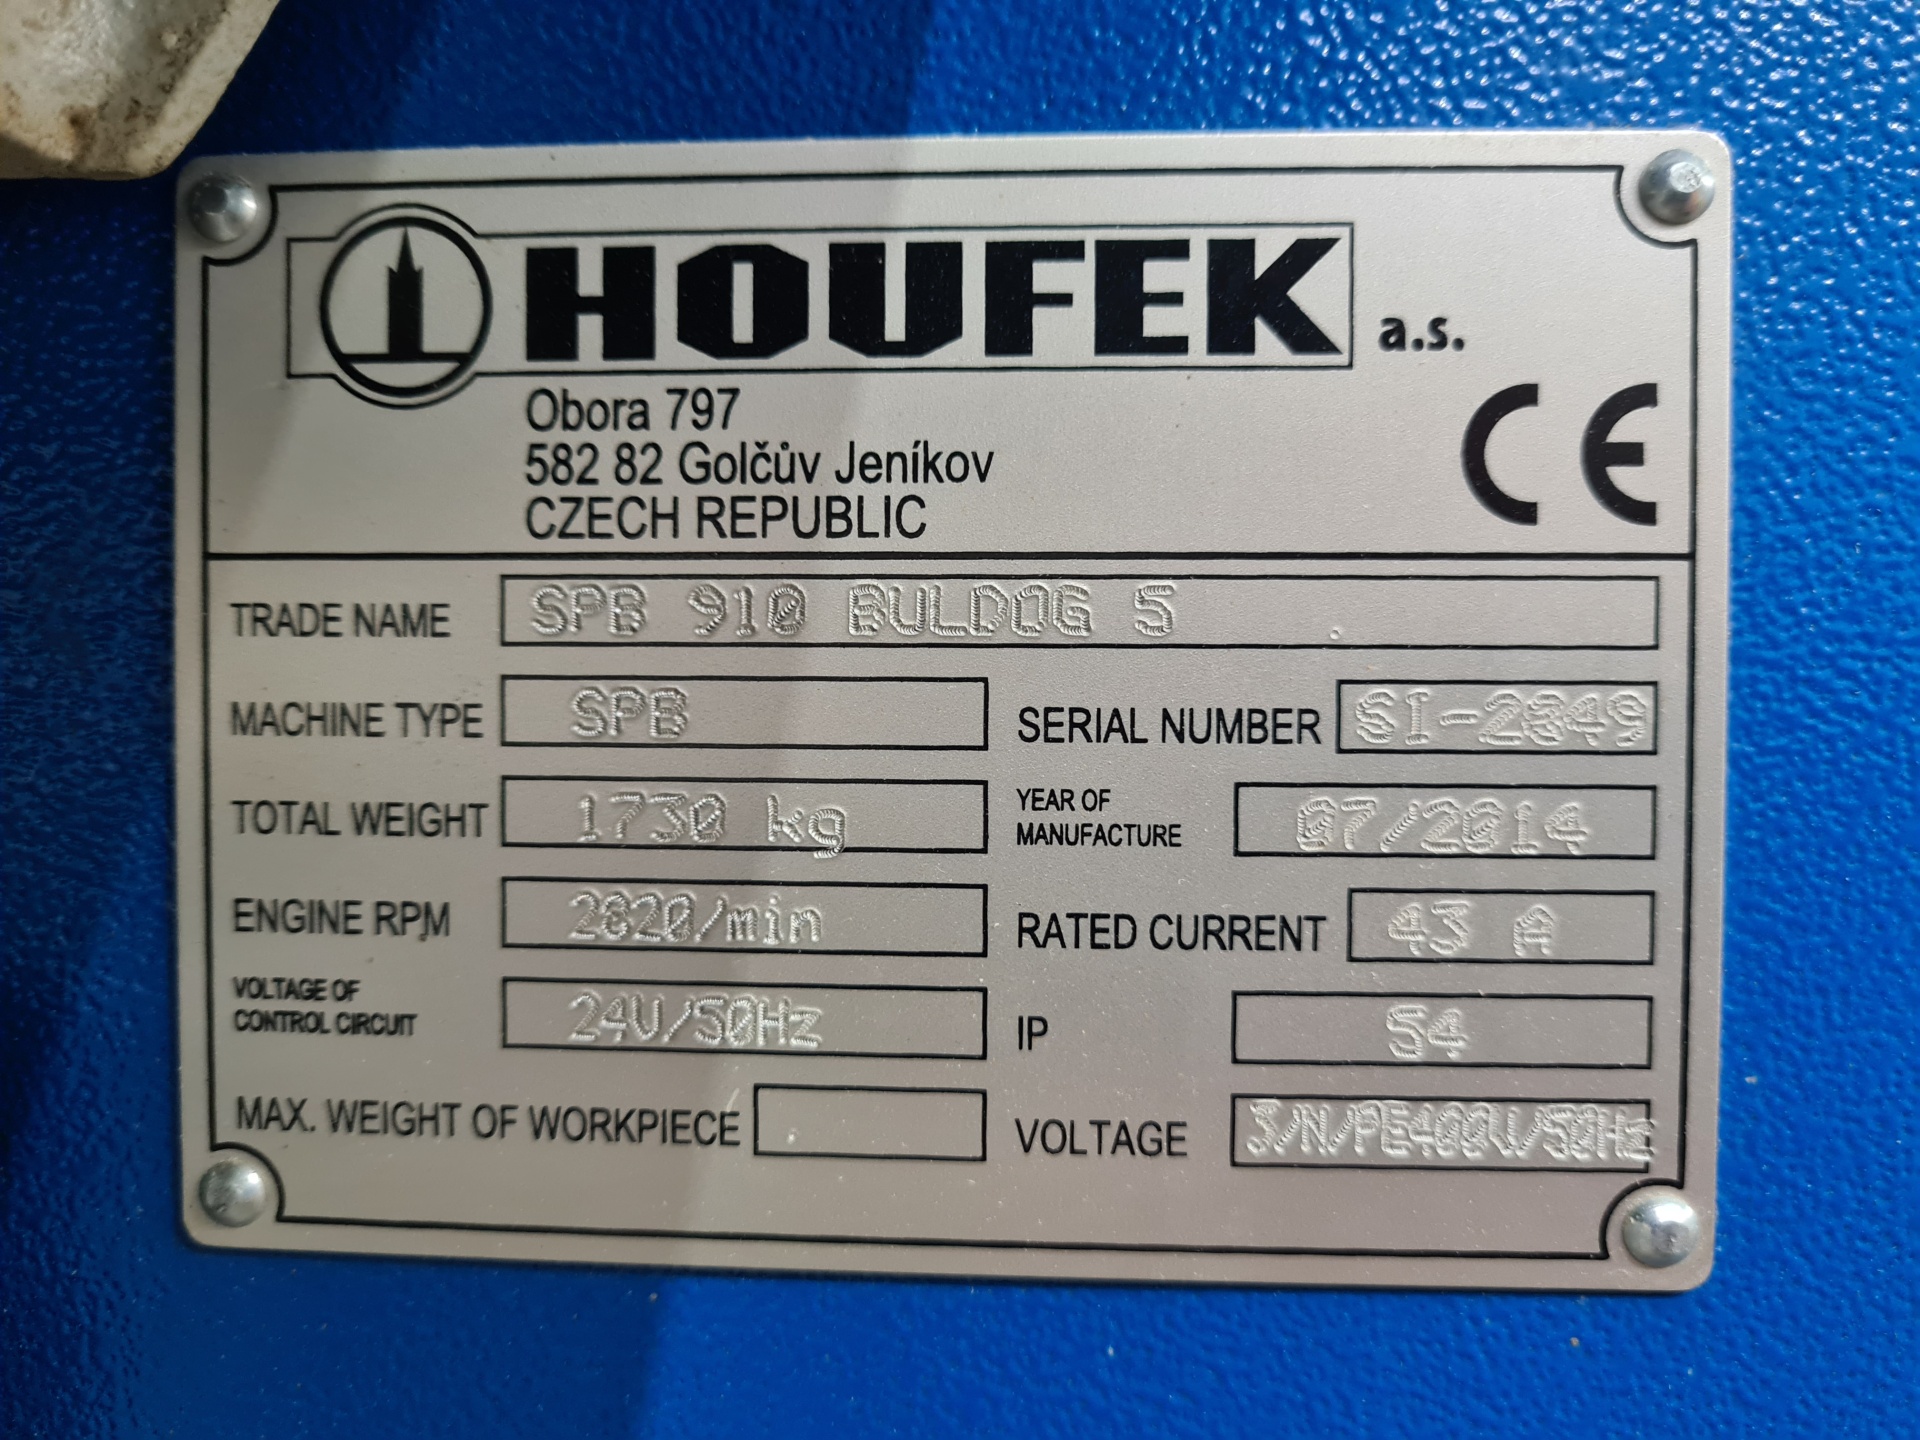 HOUFEK a.s.
Obora 797
582 82 Golčův Jeníkov
CZECH REPUBLIC
CE
TRADE NAME SPB 910 BULDOG 5
MACHINE TYPE SPB SERIAL NUMBER SI-2849
TOTAL WEIGHT 1730 kg YEAR OF
MANUFACTURE 07/2014
ENGINE RPM 2820/min RATED CURRENT 43 A
VOLTAGE OF
CONTROL CIRCUIT 24V/50Hz IP 54
MAX. WEIGHT OF WORKPIECE VOLTAGE 3/N/PE400V/50Hz